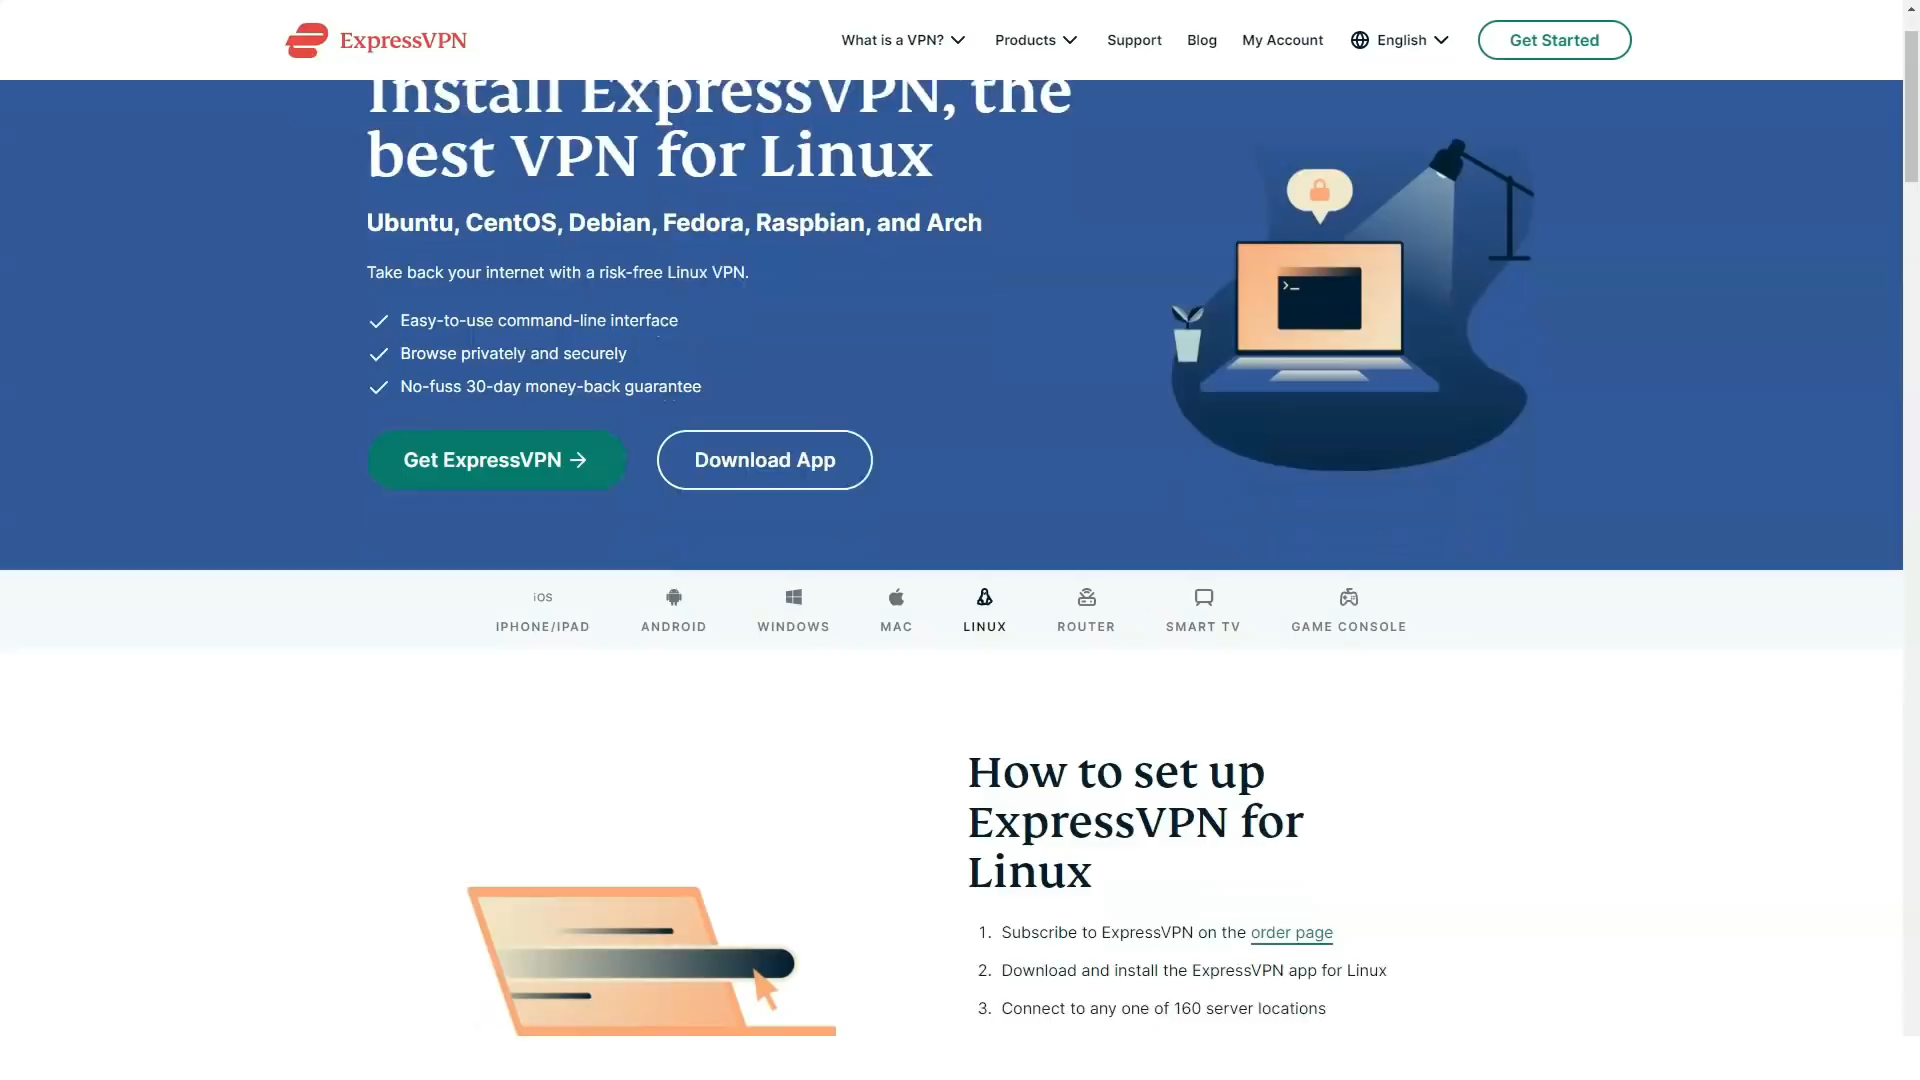 ExpressVPN
What is a VPN?
Products
Support
Blog
My Account
English
Get Started
Install ExpressVPN, the
best VPN for Linux
Ubuntu, CentOS, Debian, Fedora, Raspbian, and Arch
Take back your internet with a risk-free Linux VPN.
Easy-to-use command-line interface
Browse privately and securely
No-fuss 30-day money-back guarantee
Get ExpressVPN →
Download App
>_
iOS
IPHONE/IPAD
ANDROID
WINDOWS
MAC
LINUX
ROUTER
SMART TV
GAME CONSOLE
How to set up
ExpressVPN for
Linux
1. Subscribe to ExpressVPN on the order page
2. Download and install the ExpressVPN app for Linux
3. Connect to any one of 160 server locations